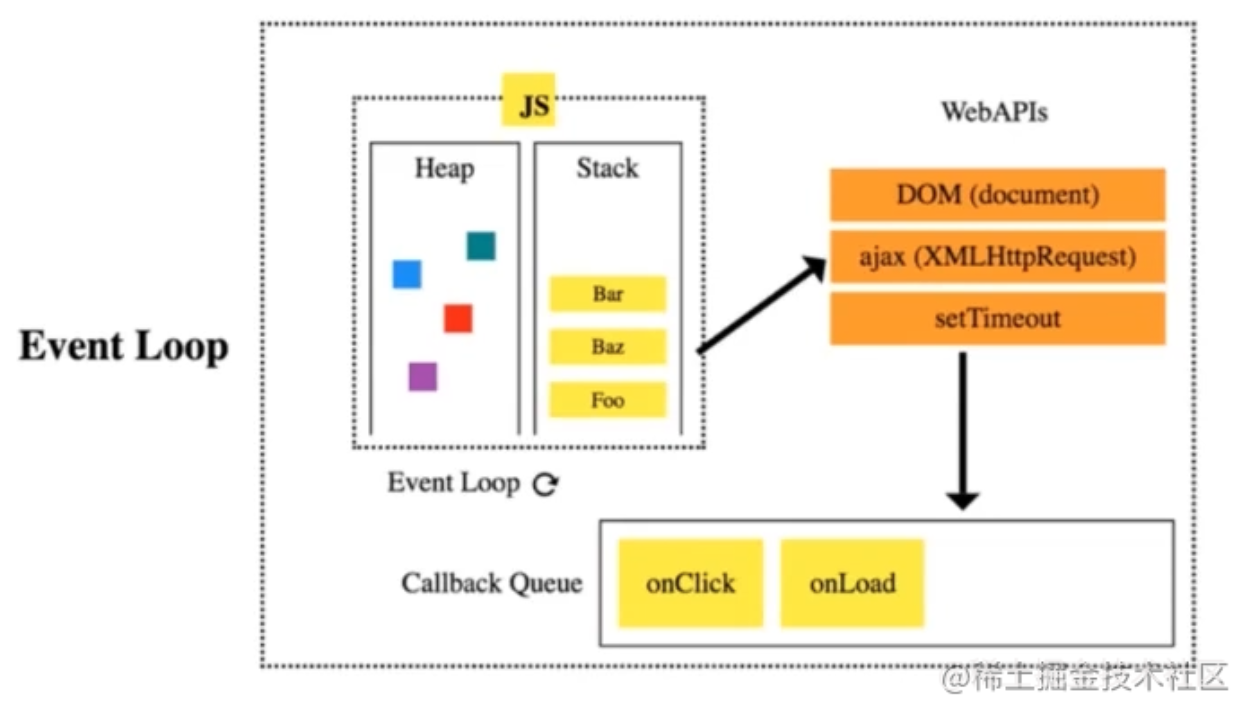 Event Loop
JS
Heap
Stack
Bar
Baz
Foo
Event Loop
WebAPIs
DOM (document)
ajax (XMLHttpRequest)
setTimeout
Callback Queue
onClick
onLoad
@稀土掘金技术社区